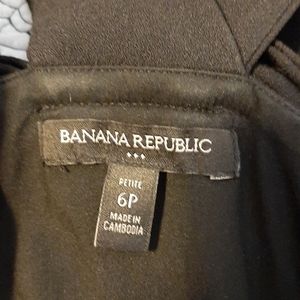 BANANA REPUBLIC
PETITE
6P
MADE IN
CAMBODIA